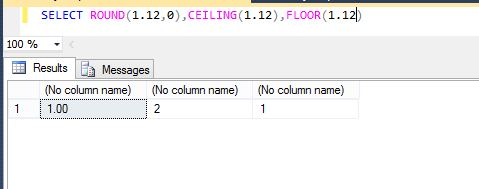 SELECT ROUND(1.12,0),CEILING(1.12),FLOOR(1.12)
100 %
Results Messages
(No column name) (No column name) (No column name)
1 1.00 2 1